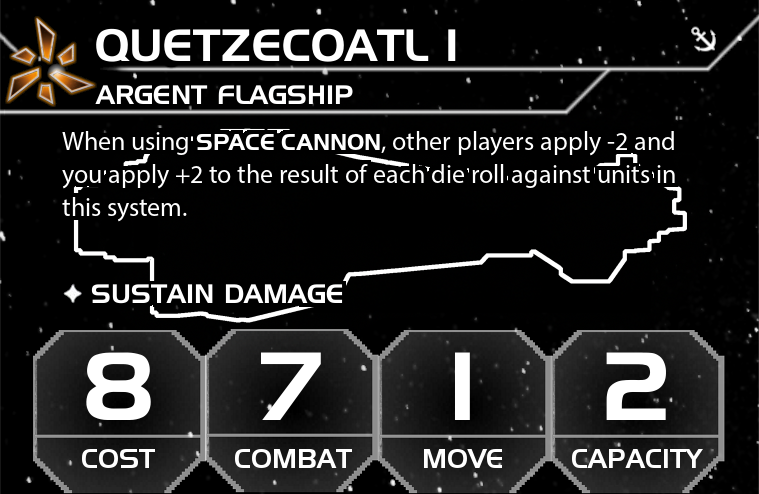 QUETZECOATL I
ARGENT FLAGSHIP
When using SPACE CANNON, other players apply -2 and
you apply +2 to the result of each die roll against units in
this system.
SUSTAIN DAMAGE
8 7 1 2
COST COMBAT MOVE CAPACITY